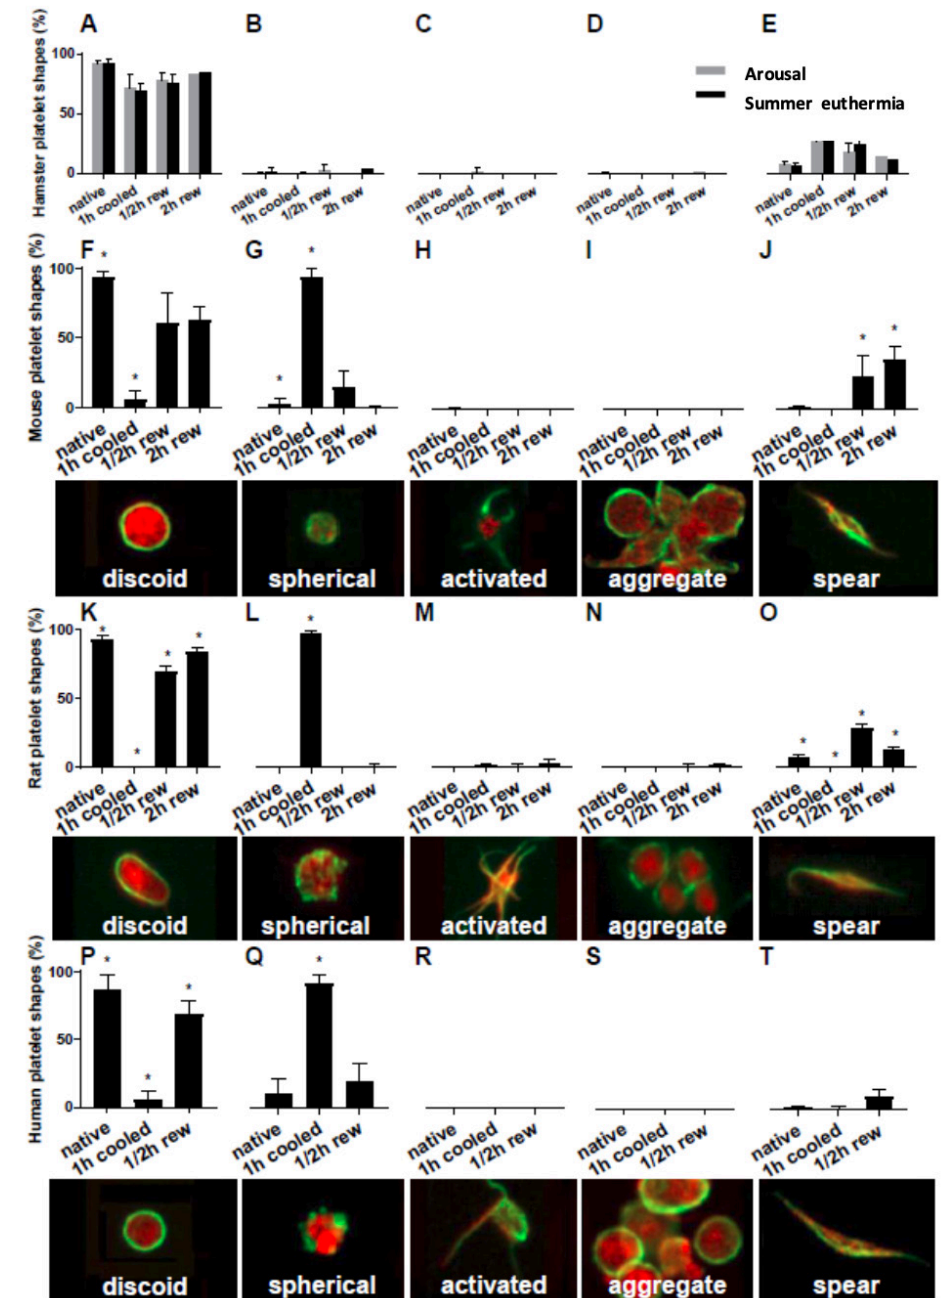 A B C D E
Hamster platelet shapes (%)
100
50
0
Arousal
Summer euthermia
native 1h cooled 1/2h rew 2h rew
native 1h cooled 1/2h rew 2h rew
native 1h cooled 1/2h rew 2h rew
native 1h cooled 1/2h rew 2h rew
native 1h cooled 1/2h rew 2h rew
F G H I J
Mouse platelet shapes (%)
100
50
0
* *
* *
* *
native 1h cooled 1/2h rew 2h rew
native 1h cooled 1/2h rew 2h rew
native 1h cooled 1/2h rew 2h rew
native 1h cooled 1/2h rew 2h rew
native 1h cooled 1/2h rew 2h rew
discoid spherical activated aggregate spear
K L M N O
Rat platelet shapes (%)
100
50
0
* * * *
*
* * * *
native 1h cooled 1/2h rew 2h rew
native 1h cooled 1/2h rew 2h rew
native 1h cooled 1/2h rew 2h rew
native 1h cooled 1/2h rew 2h rew
native 1h cooled 1/2h rew 2h rew
discoid spherical activated aggregate spear
P Q R S T
Human platelet shapes (%)
100
50
0
* * *
*
native 1h cooled 1/2h rew
native 1h cooled 1/2h rew
native 1h cooled 1/2h rew
native 1h cooled 1/2h rew
native 1h cooled 1/2h rew
discoid spherical activated aggregate spear